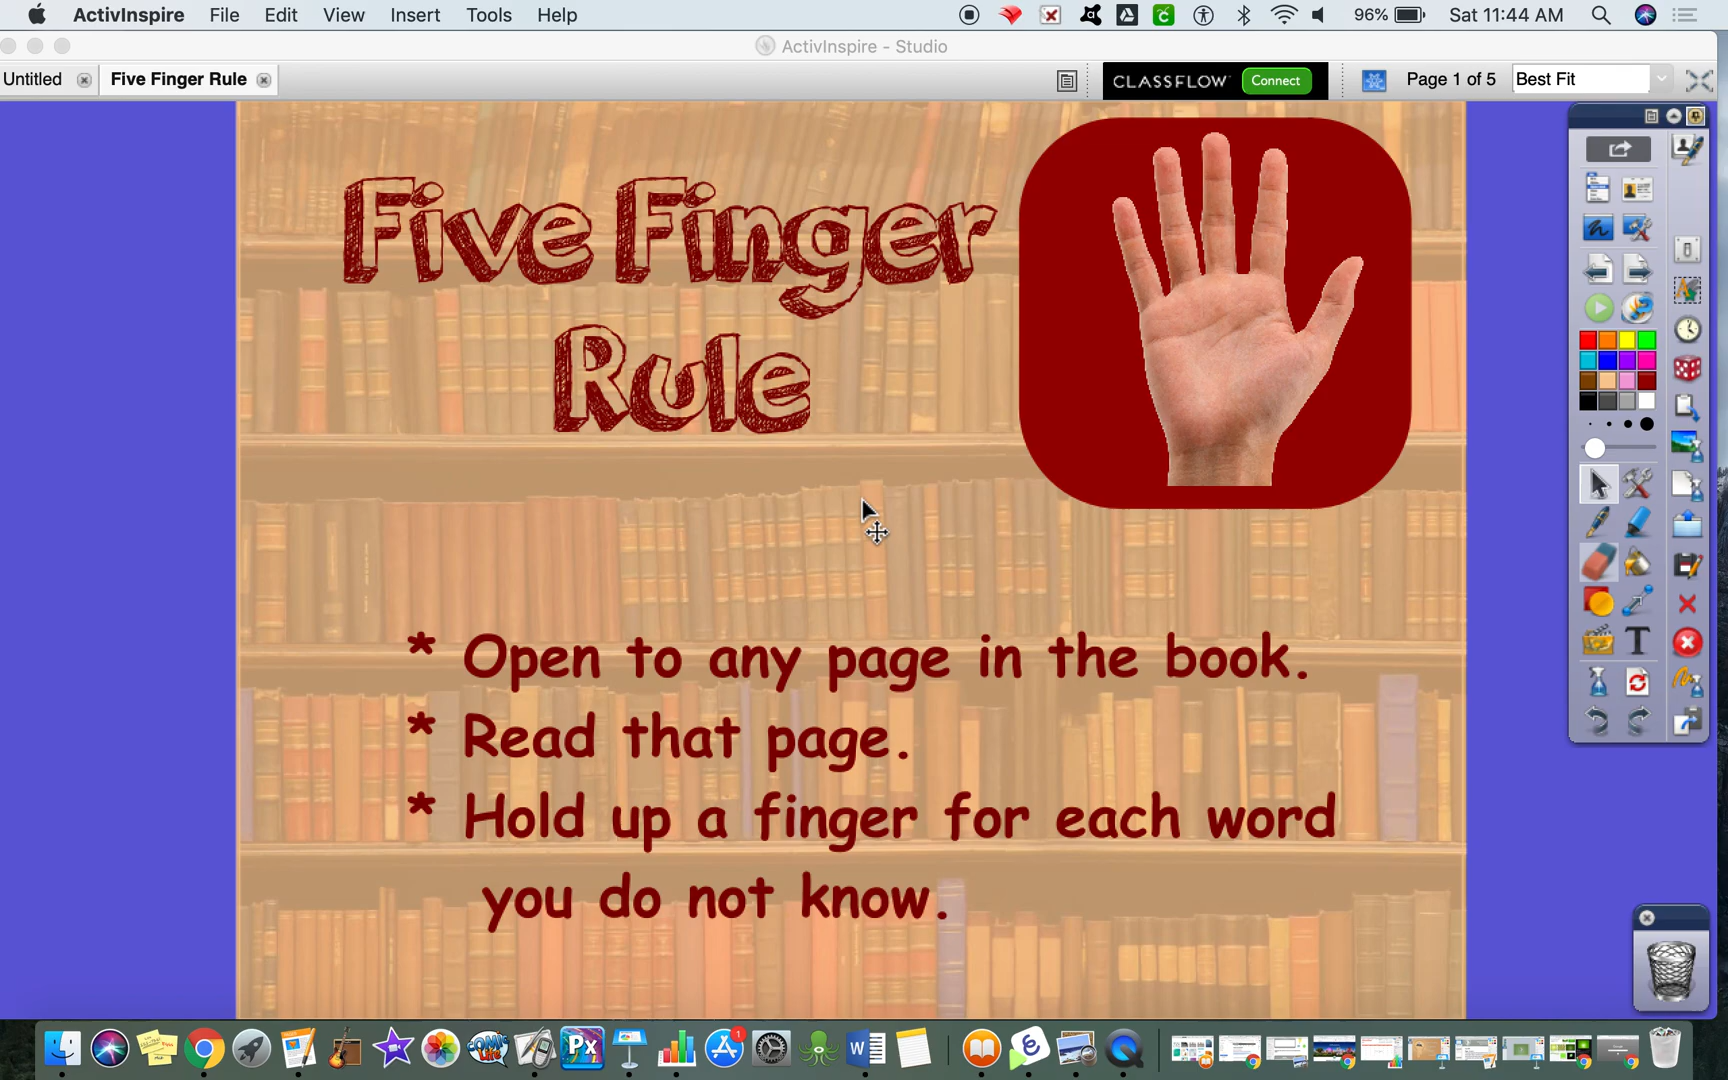 ActivInspire File Edit View Insert Tools Help 96% Sat 11:44 AM
ActivInspire - Studio
Untitled Five Finger Rule CLASSFLOW Connect Page 1 of 5 Best Fit
Five Finger
Rule
* Open to any page in the book.
* Read that page.
* Hold up a finger for each word
you do not know.